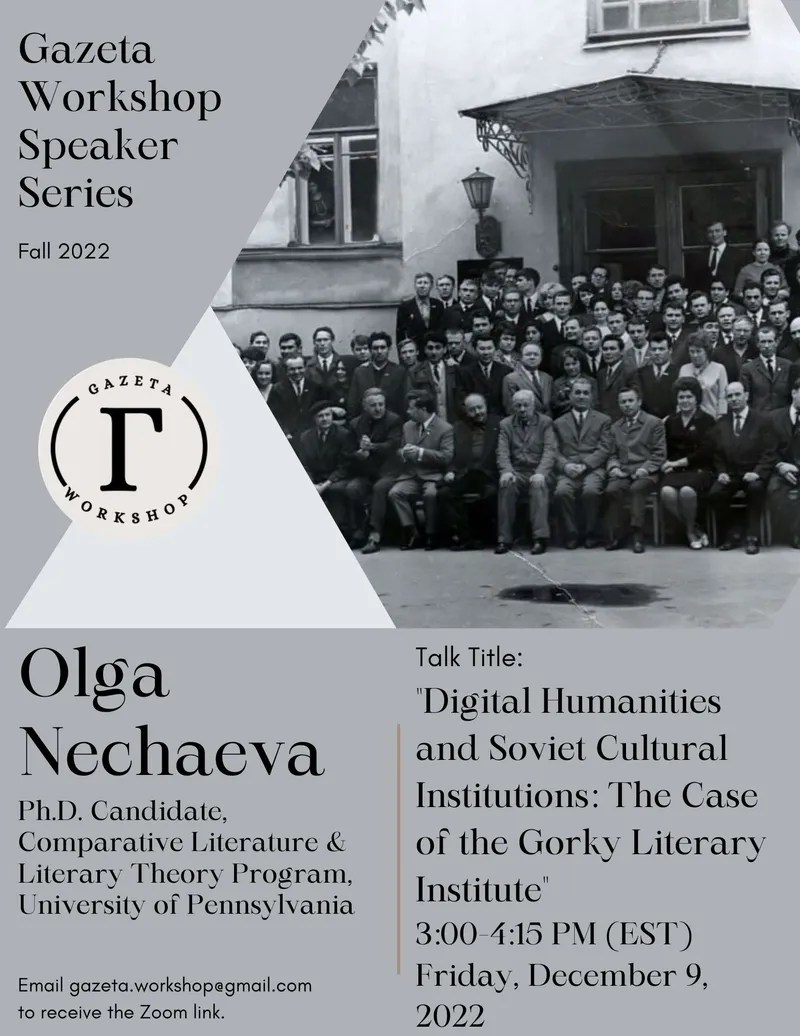 Gazeta
Workshop
Speaker
Series
Fall 2022
GAZETA
Г
WORKSHOP
Olga
Nechaeva
Ph.D. Candidate,
Comparative Literature &
Literary Theory Program,
University of Pennsylvania
Email gazeta.workshop@gmail.com
to receive the Zoom link.
Talk Title:
"Digital Humanities
and Soviet Cultural
Institutions: The Case
of the Gorky Literary
Institute"
3:00-4:15 PM (EST)
Friday, December 9,
2022